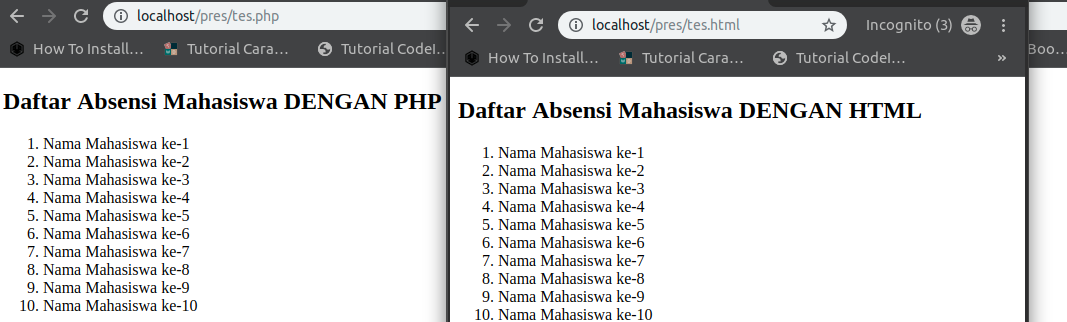 localhost/pres/tes.php
How To Install…
Tutorial Cara…
Tutorial CodeI…
Daftar Absensi Mahasiswa DENGAN PHP
1. Nama Mahasiswa ke-1
2. Nama Mahasiswa ke-2
3. Nama Mahasiswa ke-3
4. Nama Mahasiswa ke-4
5. Nama Mahasiswa ke-5
6. Nama Mahasiswa ke-6
7. Nama Mahasiswa ke-7
8. Nama Mahasiswa ke-8
9. Nama Mahasiswa ke-9
10. Nama Mahasiswa ke-10
localhost/pres/tes.html
Incognito (3)
How To Install…
Tutorial Cara…
Tutorial CodeI…
»
Boo…
Daftar Absensi Mahasiswa DENGAN HTML
1. Nama Mahasiswa ke-1
2. Nama Mahasiswa ke-2
3. Nama Mahasiswa ke-3
4. Nama Mahasiswa ke-4
5. Nama Mahasiswa ke-5
6. Nama Mahasiswa ke-6
7. Nama Mahasiswa ke-7
8. Nama Mahasiswa ke-8
9. Nama Mahasiswa ke-9
10. Nama Mahasiswa ke-10